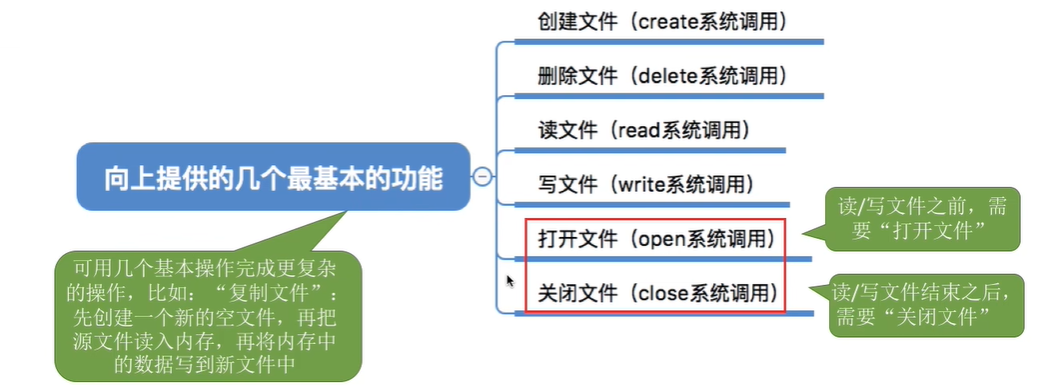 创建文件（create系统调用）
删除文件（delete系统调用）
读文件（read系统调用）
向上提供的几个最基本的功能
写文件（write系统调用）
读/写文件之前，需
要“打开文件”
打开文件（open系统调用）
可用几个基本操作完成更复杂
的操作，比如：“复制文件”：
先创建一个新的空文件，再把
源文件读入内存，再将内存中
的数据写到新文件中
关闭文件（close系统调用）
读/写文件结束之后，
需要“关闭文件”